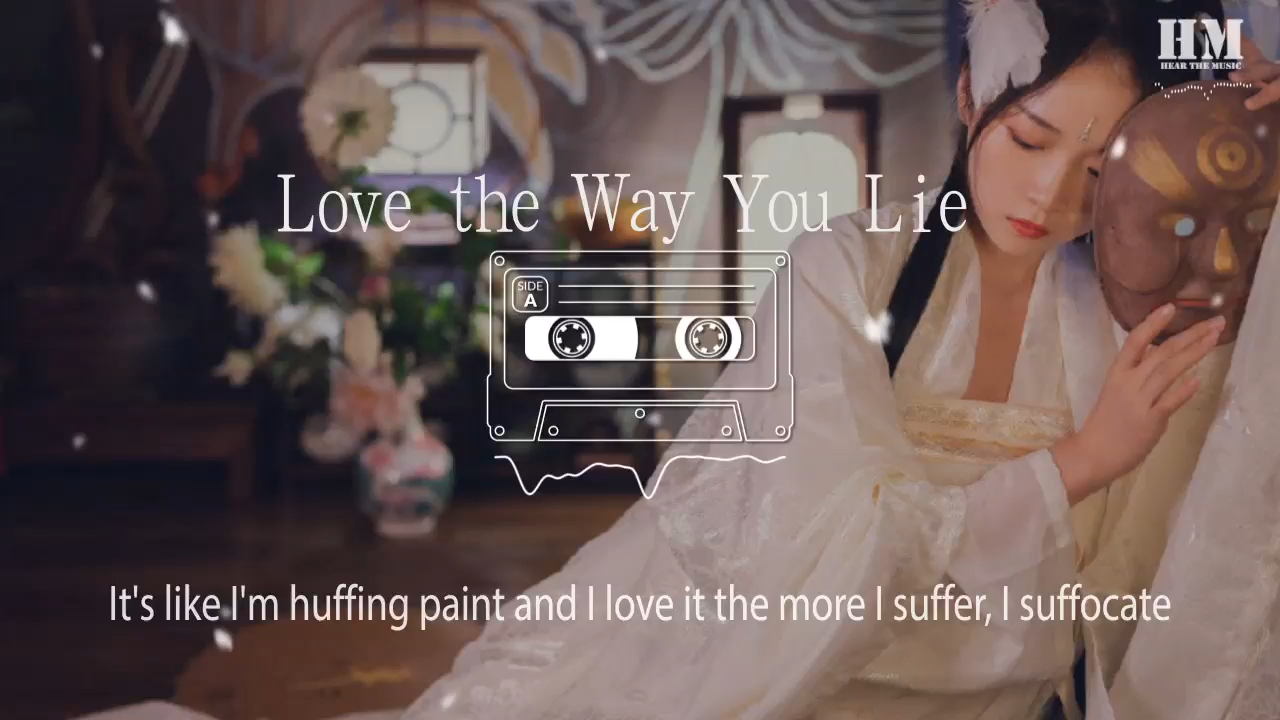 HM
HEAR THE MUSIC
Love the Way You Lie
SIDE
A
It's like I'm huffing paint and I love it the more I suffer, I suffocate